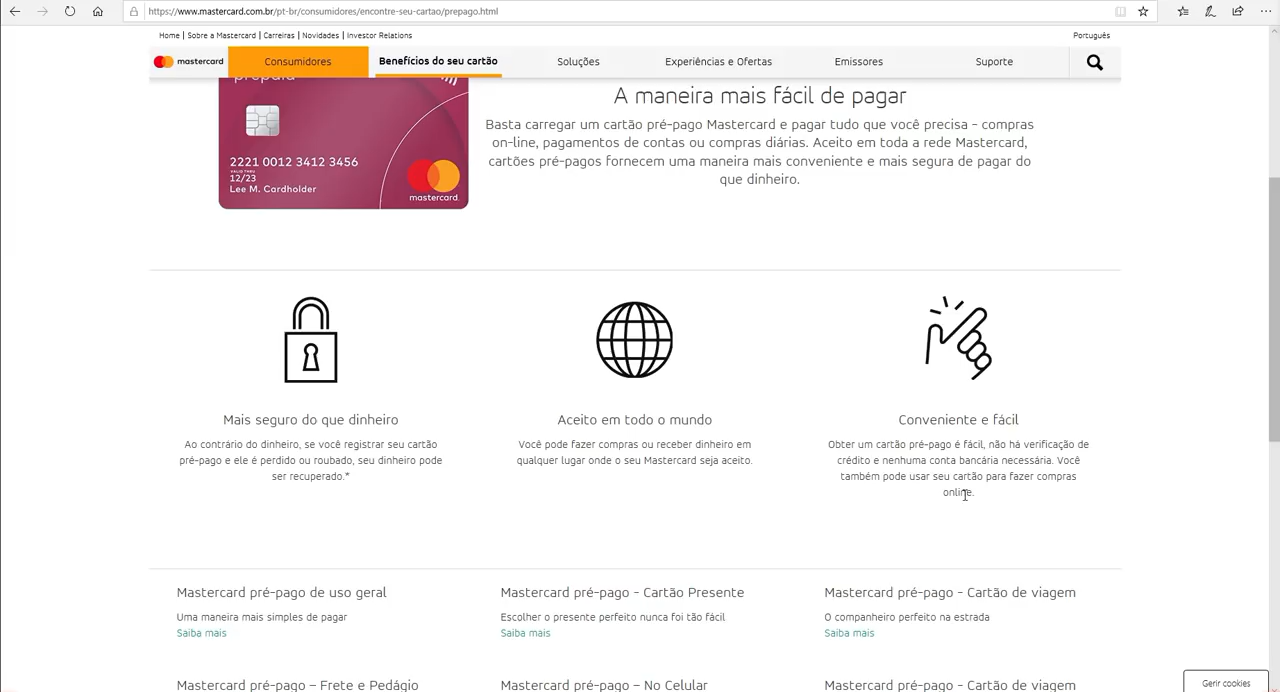 https://www.mastercard.com.br/pt-br/consumidores/encontre-seu-cartao/prepago.html
Home | Sobre a Mastercard | Carreiras | Novidades | Investor Relations
Português
mastercard
Consumidores
Benefícios do seu cartão
Soluções
Experiências e Ofertas
Emissores
Suporte
prepaid
2221 0012 3412 3456
VALID THRU
12/23
Lee M. Cardholder
mastercard.
A maneira mais fácil de pagar
Basta carregar um cartão pré-pago Mastercard e pagar tudo que você precisa - compras
on-line, pagamentos de contas ou compras diárias. Aceito em toda a rede Mastercard,
cartões pré-pagos fornecem uma maneira mais conveniente e mais segura de pagar do
que dinheiro.
Mais seguro do que dinheiro
Ao contrário do dinheiro, se você registrar seu cartão
pré-pago e ele é perdido ou roubado, seu dinheiro pode
ser recuperado.*
Aceito em todo o mundo
Você pode fazer compras ou receber dinheiro em
qualquer lugar onde o seu Mastercard seja aceito.
Conveniente e fácil
Obter um cartão pré-pago é fácil, não há verificação de
crédito e nenhuma conta bancária necessária. Você
também pode usar seu cartão para fazer compras
online.
Mastercard pré-pago de uso geral
Uma maneira mais simples de pagar
Saiba mais
Mastercard pré-pago - Cartão Presente
Escolher o presente perfeito nunca foi tão fácil
Saiba mais
Mastercard pré-pago - Cartão de viagem
O companheiro perfeito na estrada
Saiba mais
Mastercard pré-pago – Frete e Pedágio
Mastercard pré-pago – No Celular
Mastercard pré-pago - Cartão de viagem
Gerir cookies